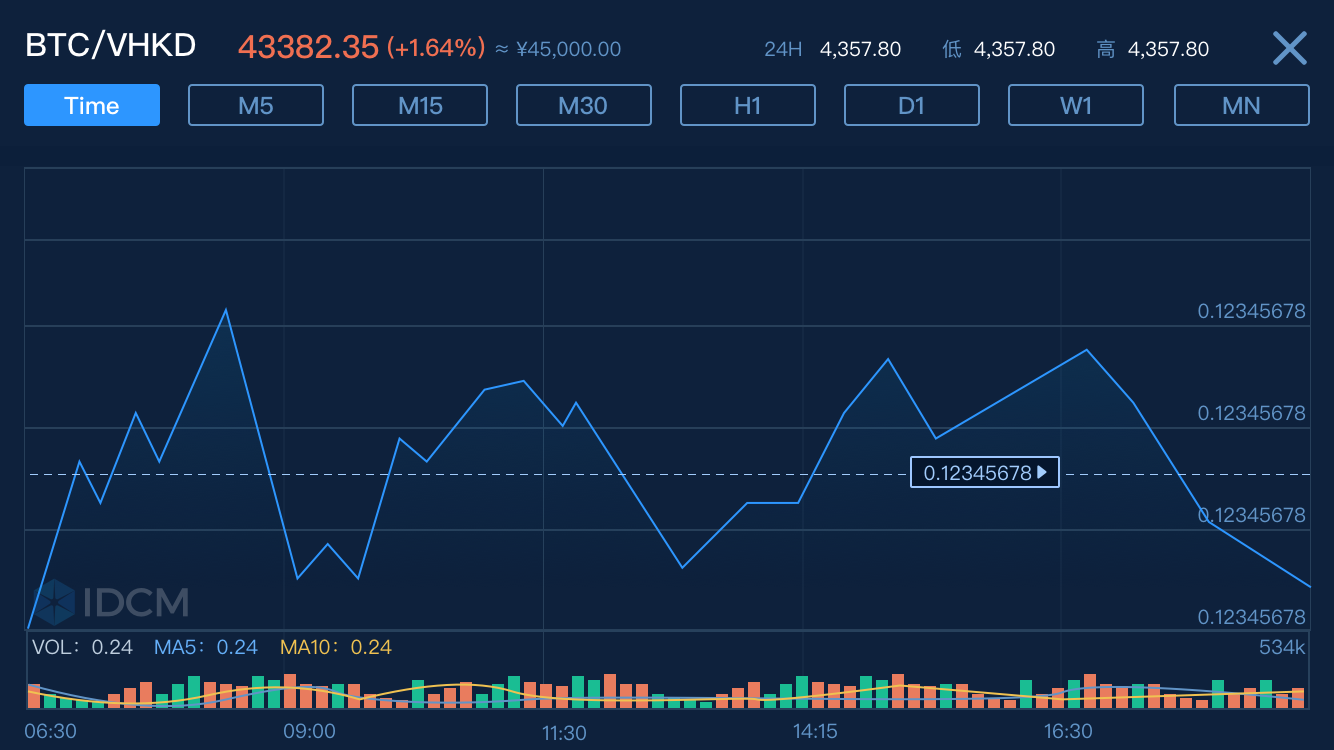 BTC/VHKD 43382.35 (+1.64%) ≈ ¥45,000.00 24H 4,357.80 低 4,357.80 高 4,357.80
Time M5 M15 M30 H1 D1 W1 MN
0.12345678
0.12345678
0.12345678
0.12345678
IDCM
0.12345678
VOL：0.24 MA5：0.24 MA10：0.24 534k
06:30 09:00 11:30 14:15 16:30